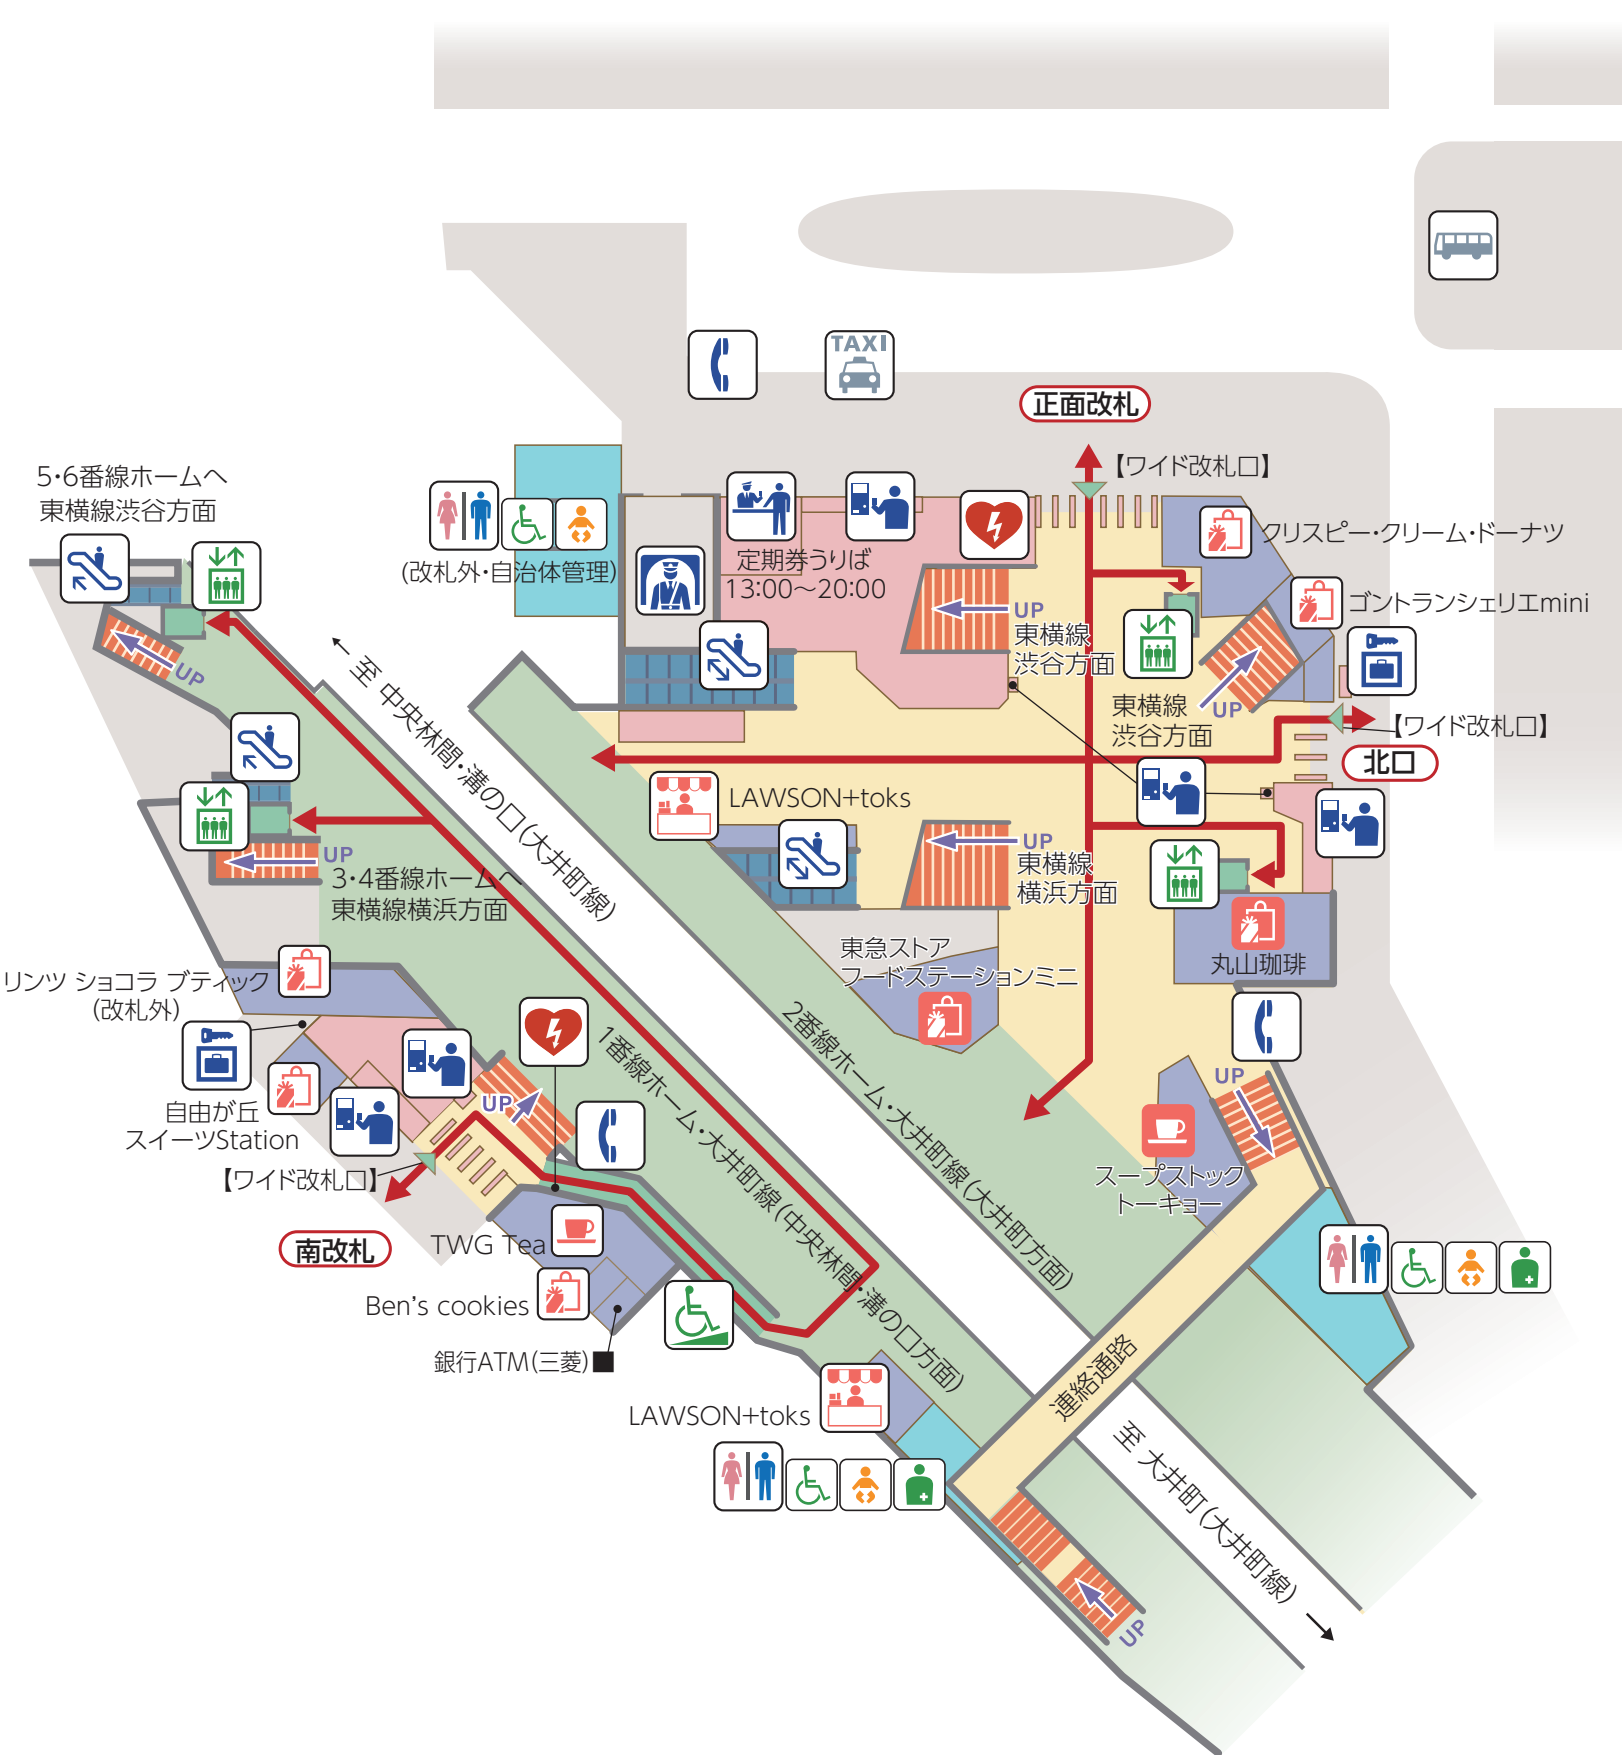 TAXI
正面改札
【ワイド改札口】
5・6番線ホームへ
東横線渋谷方面
クリスピー・クリーム・ドーナツ
(改札外・自治体管理)
定期券うりば
13:00〜20:00
ゴントランシェリエmini
UP
東横線
渋谷方面
UP
東横線
渋谷方面
UP
【ワイド改札口】
北口
← 至 中央林間・溝の口(大井町線)
LAWSON+toks
UP
東横線
横浜方面
UP
3・4番線ホームへ
東横線横浜方面
東急ストア
フードステーションミニ
丸山珈琲
リンツ ショコラ ブティック
(改札外)
1番線ホーム・大井町線(中央林間・溝の口方面)
2番線ホーム・大井町線(大井町方面)
UP
UP
自由が丘
スイーツStation
【ワイド改札口】
スープストック
トーキョー
南改札
TWG Tea
Ben's cookies
銀行ATM(三菱)
連絡通路
LAWSON+toks
至 大井町(大井町線) →
UP